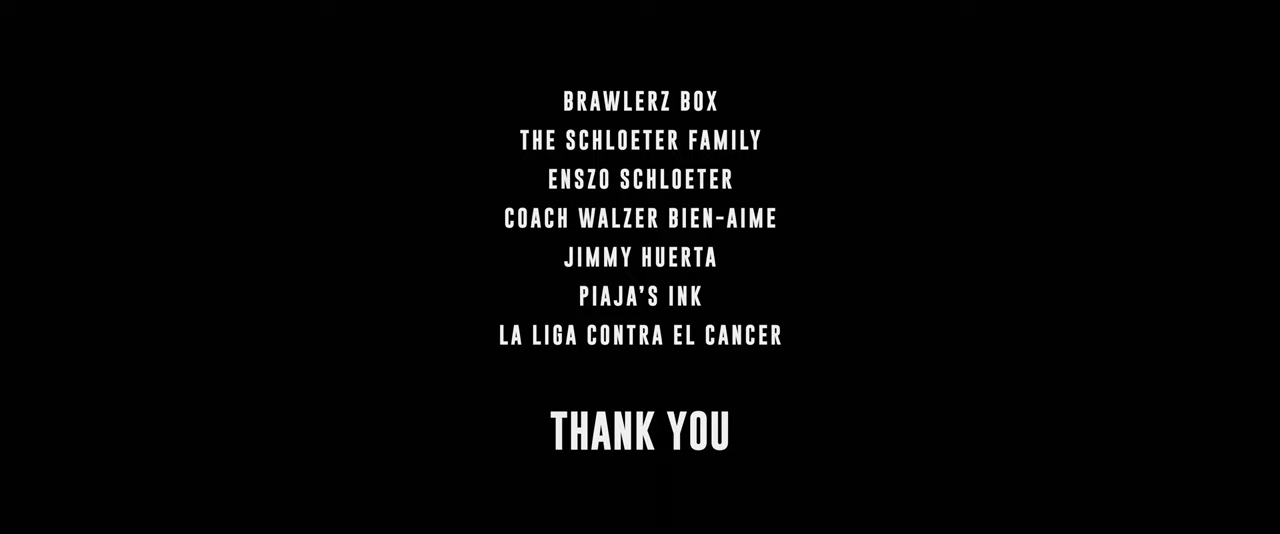 BRAWLERZ BOX
THE SCHLOETER FAMILY
ENSZO SCHLOETER
COACH WALZER BIEN-AIME
JIMMY HUERTA
PIAJA'S INK
LA LIGA CONTRA EL CANCER
THANK YOU